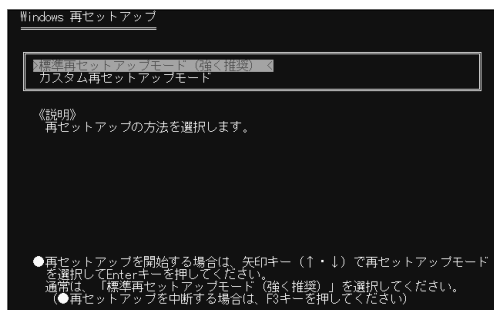 Windows 再セットアップ
>標準再セットアップモード（強く推奨） <
カスタム再セットアップモード
《説明》
再セットアップの方法を選択します。
●再セットアップを開始する場合は、矢印キー（↑・↓）で再セットアップモード
を選択してEnterキーを押してください。
通常は、「標準再セットアップモード（強く推奨）」を選択してください。
（●再セットアップを中断する場合は、F3キーを押してください）